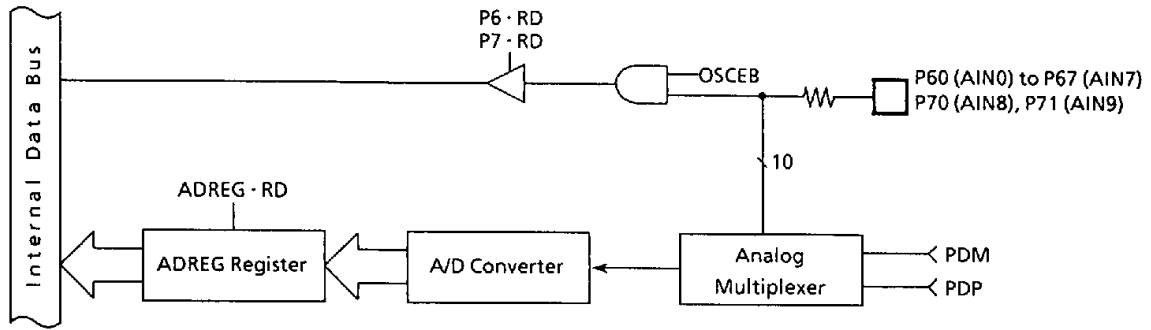 P6 · RD
P7 · RD
OSCEB
P60 (AIN0) to P67 (AIN7)
P70 (AIN8), P71 (AIN9)
10
Internal Data Bus
ADREG · RD
ADREG Register
A/D Converter
Analog
Multiplexer
PDM
PDP